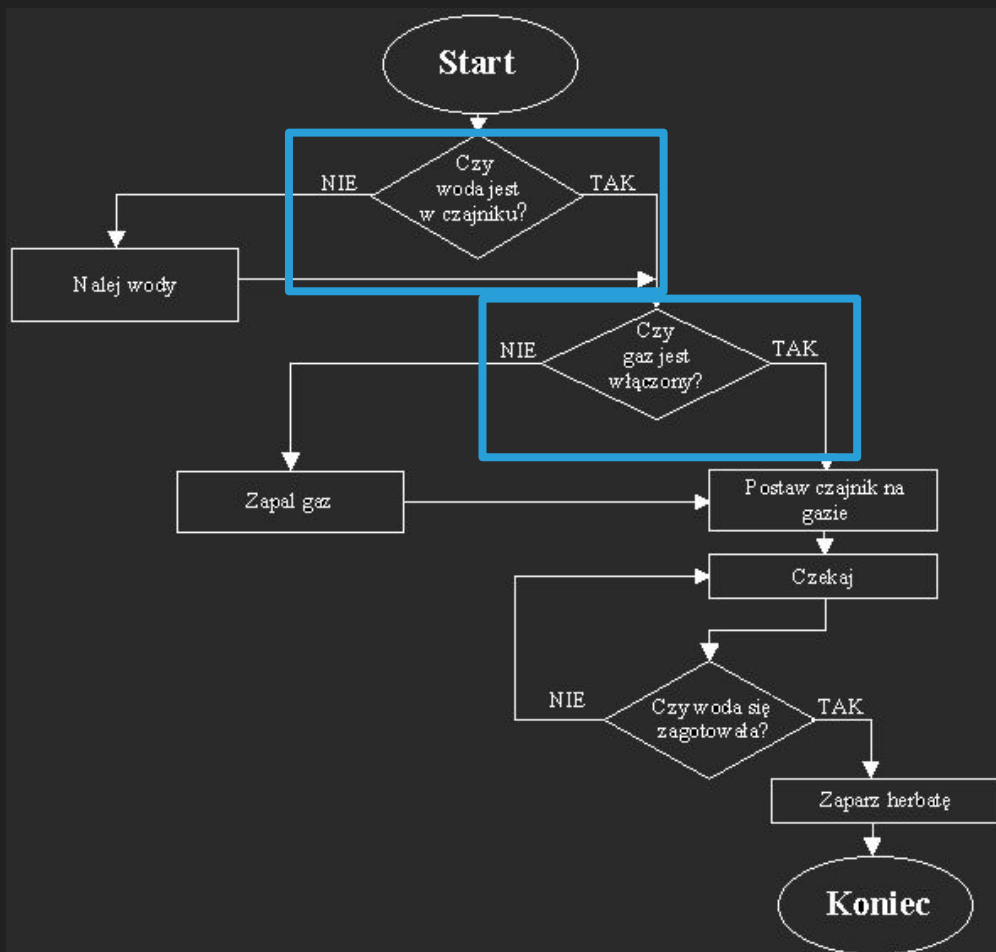 Start
Czy
woda jest
w czajniku?
NIE
TAK
Nalej wody
Czy
gaz jest
włączony?
NIE
TAK
Zapal gaz
Postaw czajnik na
gazie
Czekaj
Czy woda się
zagotowała?
NIE
TAK
Zaparz herbatę
Koniec